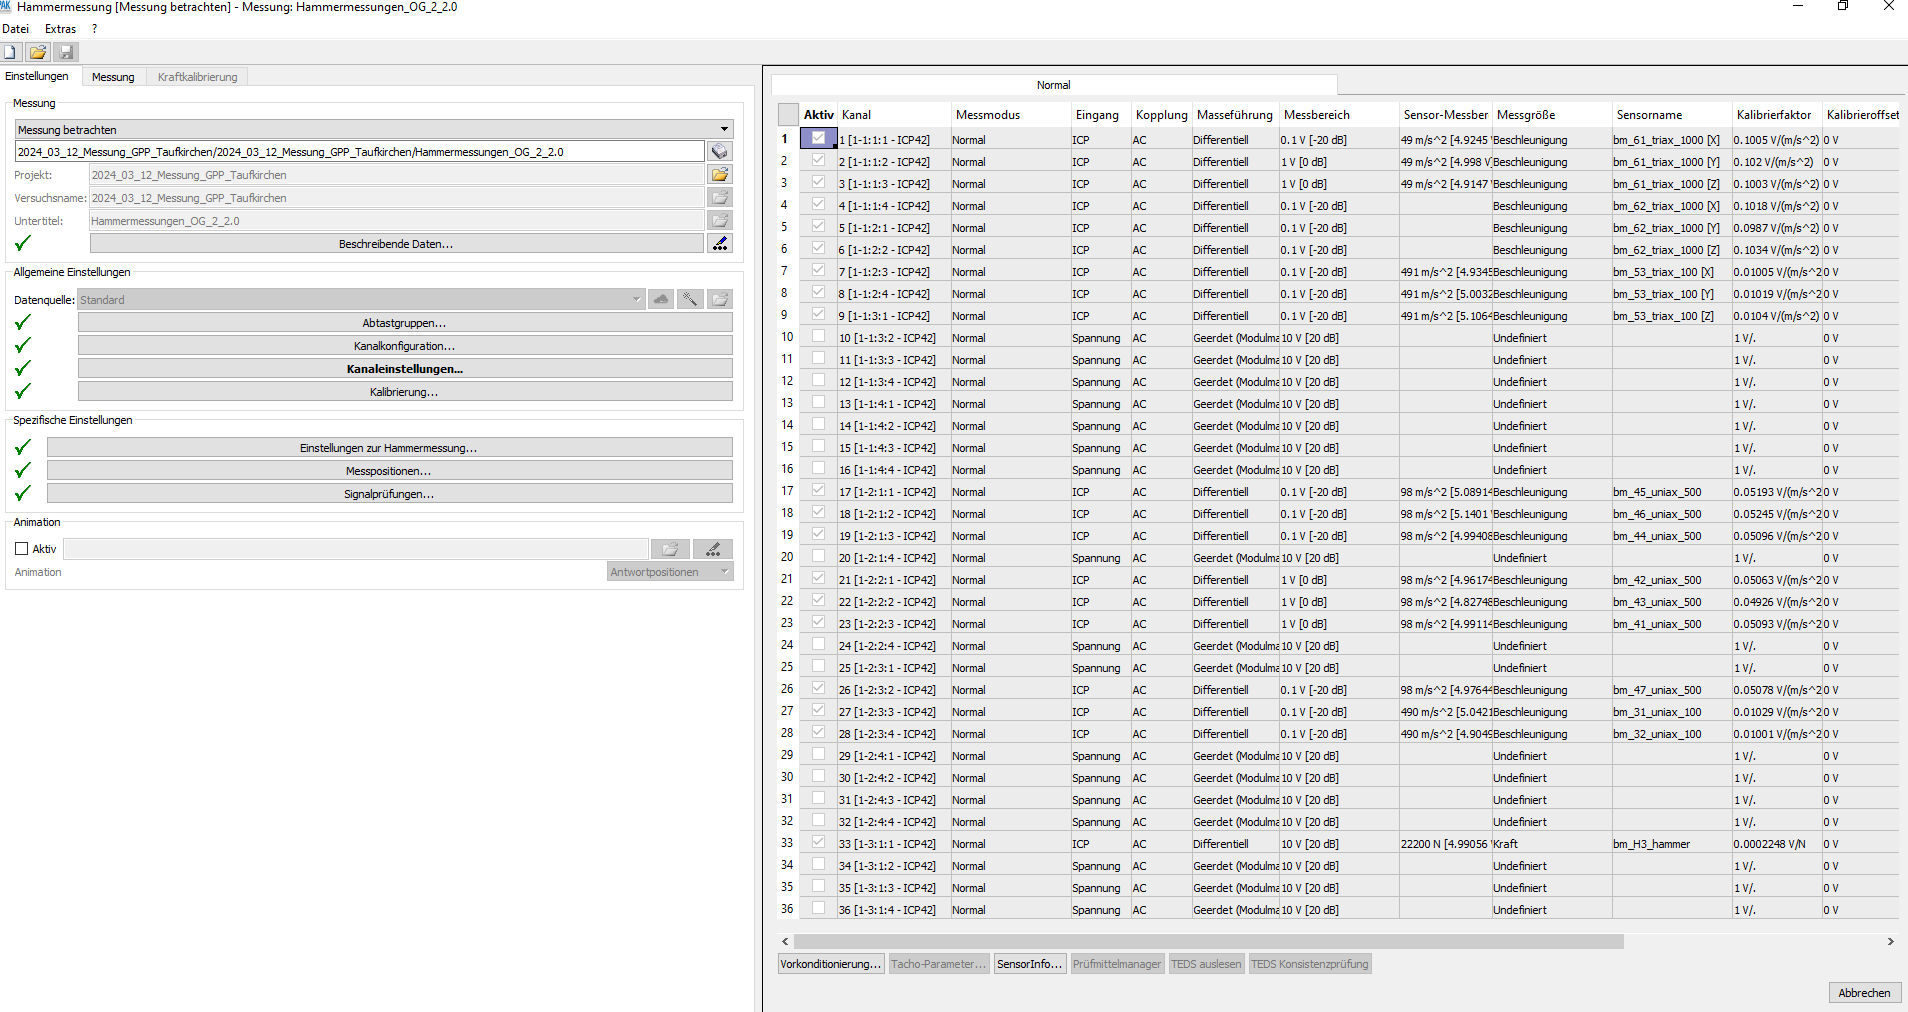 PAK Hammermessung [Messung betrachten] - Messung: Hammermessungen_OG_2_2.0
Datei Extras ?
Einstellungen Messung Kraftkalibrierung
Messung
Messung betrachten
2024_03_12_Messung_GPP_Taufkirchen/2024_03_12_Messung_GPP_Taufkirchen/Hammermessungen_OG_2_2.0
Projekt: 2024_03_12_Messung_GPP_Taufkirchen
Versuchsname: 2024_03_12_Messung_GPP_Taufkirchen
Untertitel: Hammermessungen_OG_2_2.0
Beschreibende Daten...
Allgemeine Einstellungen
Datenquelle: Standard
Abtastgruppen...
Kanalkonfiguration...
Kanaleinstellungen...
Kalibrierung...
Spezifische Einstellungen
Einstellungen zur Hammermessung...
Messpositionen...
Signalprüfungen...
Animation
Aktiv
Animation Antwortpositionen
Normal
Aktiv Kanal Messmodus Eingang Kopplung Masseführung Messbereich Sensor-Messber Messgröße Sensorname Kalibrierfaktor Kalibrieroffset
1 1 [1-1:1:1 - ICP42] Normal ICP AC Differentiell 0.1 V [-20 dB] 49 m/s^2 [4.9245 Beschleunigung bm_61_triax_1000 [X] 0.1005 V/(m/s^2) 0 V
2 2 [1-1:1:2 - ICP42] Normal ICP AC Differentiell 1 V [0 dB] 49 m/s^2 [4.998 V] Beschleunigung bm_61_triax_1000 [Y] 0.102 V/(m/s^2) 0 V
3 3 [1-1:1:3 - ICP42] Normal ICP AC Differentiell 1 V [0 dB] 49 m/s^2 [4.9147 Beschleunigung bm_61_triax_1000 [Z] 0.1003 V/(m/s^2) 0 V
4 4 [1-1:1:4 - ICP42] Normal ICP AC Differentiell 0.1 V [-20 dB] Beschleunigung bm_62_triax_1000 [X] 0.1018 V/(m/s^2) 0 V
5 5 [1-1:2:1 - ICP42] Normal ICP AC Differentiell 0.1 V [-20 dB] Beschleunigung bm_62_triax_1000 [Y] 0.0987 V/(m/s^2) 0 V
6 6 [1-1:2:2 - ICP42] Normal ICP AC Differentiell 0.1 V [-20 dB] Beschleunigung bm_62_triax_1000 [Z] 0.1034 V/(m/s^2) 0 V
7 7 [1-1:2:3 - ICP42] Normal ICP AC Differentiell 0.1 V [-20 dB] 491 m/s^2 [4.9345 Beschleunigung bm_53_triax_100 [X] 0.01005 V/(m/s^2) 0 V
8 8 [1-1:2:4 - ICP42] Normal ICP AC Differentiell 0.1 V [-20 dB] 491 m/s^2 [5.0032 Beschleunigung bm_53_triax_100 [Y] 0.01019 V/(m/s^2) 0 V
9 9 [1-1:3:1 - ICP42] Normal ICP AC Differentiell 0.1 V [-20 dB] 491 m/s^2 [5.1064 Beschleunigung bm_53_triax_100 [Z] 0.0104 V/(m/s^2) 0 V
10 10 [1-1:3:2 - ICP42] Normal Spannung AC Geerdet (Modulma 10 V [20 dB] Undefiniert 1 V/. 0 V
11 11 [1-1:3:3 - ICP42] Normal Spannung AC Geerdet (Modulma 10 V [20 dB] Undefiniert 1 V/. 0 V
12 12 [1-1:3:4 - ICP42] Normal Spannung AC Geerdet (Modulma 10 V [20 dB] Undefiniert 1 V/. 0 V
13 13 [1-1:4:1 - ICP42] Normal Spannung AC Geerdet (Modulma 10 V [20 dB] Undefiniert 1 V/. 0 V
14 14 [1-1:4:2 - ICP42] Normal Spannung AC Geerdet (Modulma 10 V [20 dB] Undefiniert 1 V/. 0 V
15 15 [1-1:4:3 - ICP42] Normal Spannung AC Geerdet (Modulma 10 V [20 dB] Undefiniert 1 V/. 0 V
16 16 [1-1:4:4 - ICP42] Normal Spannung AC Geerdet (Modulma 10 V [20 dB] Undefiniert 1 V/. 0 V
17 17 [1-2:1:1 - ICP42] Normal ICP AC Differentiell 0.1 V [-20 dB] 98 m/s^2 [5.08914 Beschleunigung bm_45_uniax_500 0.05193 V/(m/s^2 0 V
18 18 [1-2:1:2 - ICP42] Normal ICP AC Differentiell 0.1 V [-20 dB] 98 m/s^2 [5.1401 Beschleunigung bm_46_uniax_500 0.05245 V/(m/s^2 0 V
19 19 [1-2:1:3 - ICP42] Normal ICP AC Differentiell 0.1 V [-20 dB] 98 m/s^2 [4.99408 Beschleunigung bm_44_uniax_500 0.05096 V/(m/s^2 0 V
20 20 [1-2:1:4 - ICP42] Normal Spannung AC Geerdet (Modulma 10 V [20 dB] Undefiniert 1 V/. 0 V
21 21 [1-2:2:1 - ICP42] Normal ICP AC Differentiell 1 V [0 dB] 98 m/s^2 [4.96174 Beschleunigung bm_42_uniax_500 0.05063 V/(m/s^2 0 V
22 22 [1-2:2:2 - ICP42] Normal ICP AC Differentiell 1 V [0 dB] 98 m/s^2 [4.82748 Beschleunigung bm_43_uniax_500 0.04926 V/(m/s^2 0 V
23 23 [1-2:2:3 - ICP42] Normal ICP AC Differentiell 1 V [0 dB] 98 m/s^2 [4.99114 Beschleunigung bm_41_uniax_500 0.05093 V/(m/s^2 0 V
24 24 [1-2:2:4 - ICP42] Normal Spannung AC Geerdet (Modulma 10 V [20 dB] Undefiniert 1 V/. 0 V
25 25 [1-2:3:1 - ICP42] Normal Spannung AC Geerdet (Modulma 10 V [20 dB] Undefiniert 1 V/. 0 V
26 26 [1-2:3:2 - ICP42] Normal ICP AC Differentiell 0.1 V [-20 dB] 98 m/s^2 [4.97644 Beschleunigung bm_47_uniax_500 0.05078 V/(m/s^2 0 V
27 27 [1-2:3:3 - ICP42] Normal ICP AC Differentiell 0.1 V [-20 dB] 490 m/s^2 [5.0421 Beschleunigung bm_31_uniax_100 0.01029 V/(m/s^2 0 V
28 28 [1-2:3:4 - ICP42] Normal ICP AC Differentiell 0.1 V [-20 dB] 490 m/s^2 [4.9049 Beschleunigung bm_32_uniax_100 0.01001 V/(m/s^2 0 V
29 29 [1-2:4:1 - ICP42] Normal Spannung AC Geerdet (Modulma 10 V [20 dB] Undefiniert 1 V/. 0 V
30 30 [1-2:4:2 - ICP42] Normal Spannung AC Geerdet (Modulma 10 V [20 dB] Undefiniert 1 V/. 0 V
31 31 [1-2:4:3 - ICP42] Normal Spannung AC Geerdet (Modulma 10 V [20 dB] Undefiniert 1 V/. 0 V
32 32 [1-2:4:4 - ICP42] Normal Spannung AC Geerdet (Modulma 10 V [20 dB] Undefiniert 1 V/. 0 V
33 33 [1-3:1:1 - ICP42] Normal ICP AC Differentiell 10 V [20 dB] 22200 N [4.99056 Kraft bm_H3_hammer 0.0002248 V/N 0 V
34 34 [1-3:1:2 - ICP42] Normal Spannung AC Geerdet (Modulma 10 V [20 dB] Undefiniert 1 V/. 0 V
35 35 [1-3:1:3 - ICP42] Normal Spannung AC Geerdet (Modulma 10 V [20 dB] Undefiniert 1 V/. 0 V
36 36 [1-3:1:4 - ICP42] Normal Spannung AC Geerdet (Modulma 10 V [20 dB] Undefiniert 1 V/. 0 V
Vorkonditionierung... Tacho-Parameter... SensorInfo... Prüfmittelmanager TEDS auslesen TEDS Konsistenzprüfung
Abbrechen